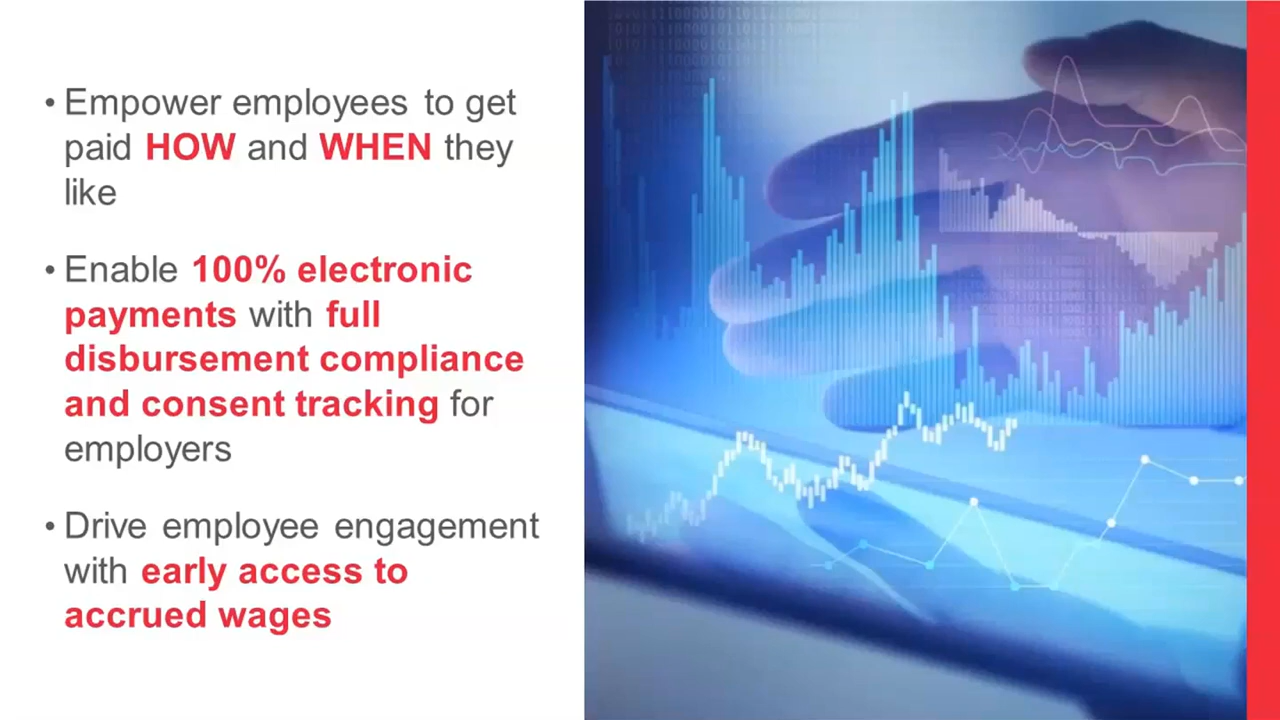 • Empower employees to get
paid HOW and WHEN they
like
• Enable 100% electronic
payments with full
disbursement compliance
and consent tracking for
employers
• Drive employee engagement
with early access to
accrued wages